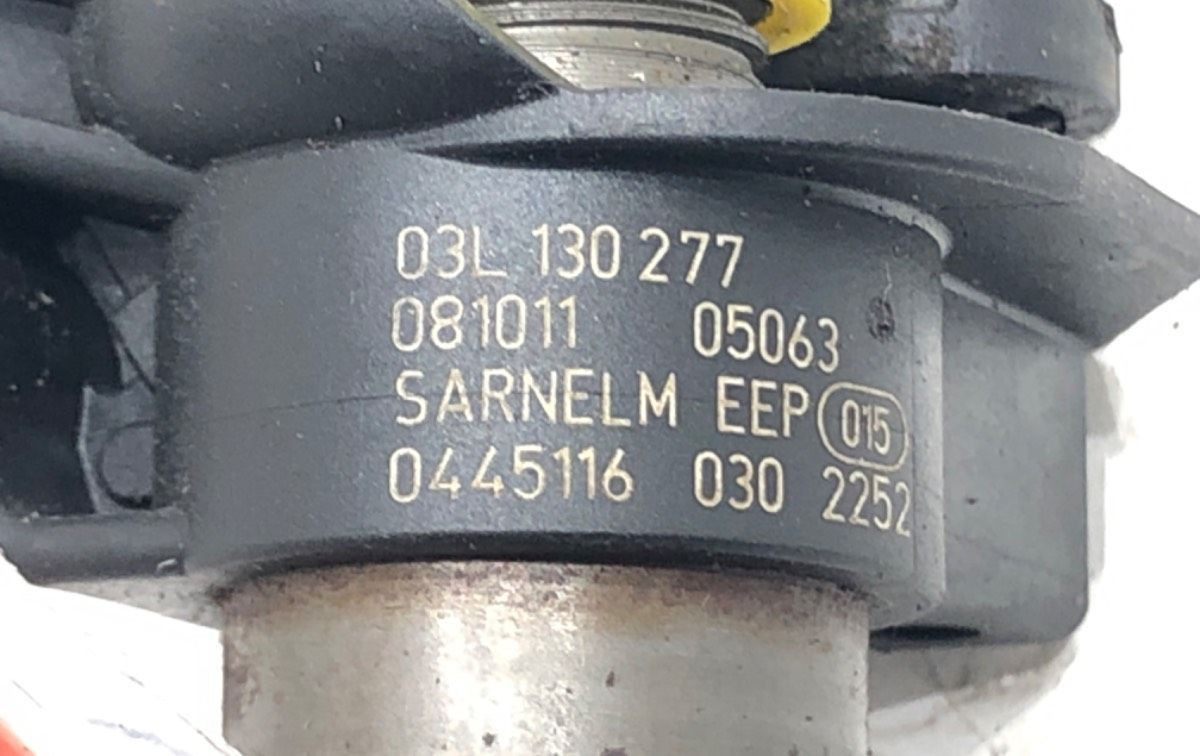 03L 130 277
081011 05063
SARNELM EEP 015
0445116 030 2252